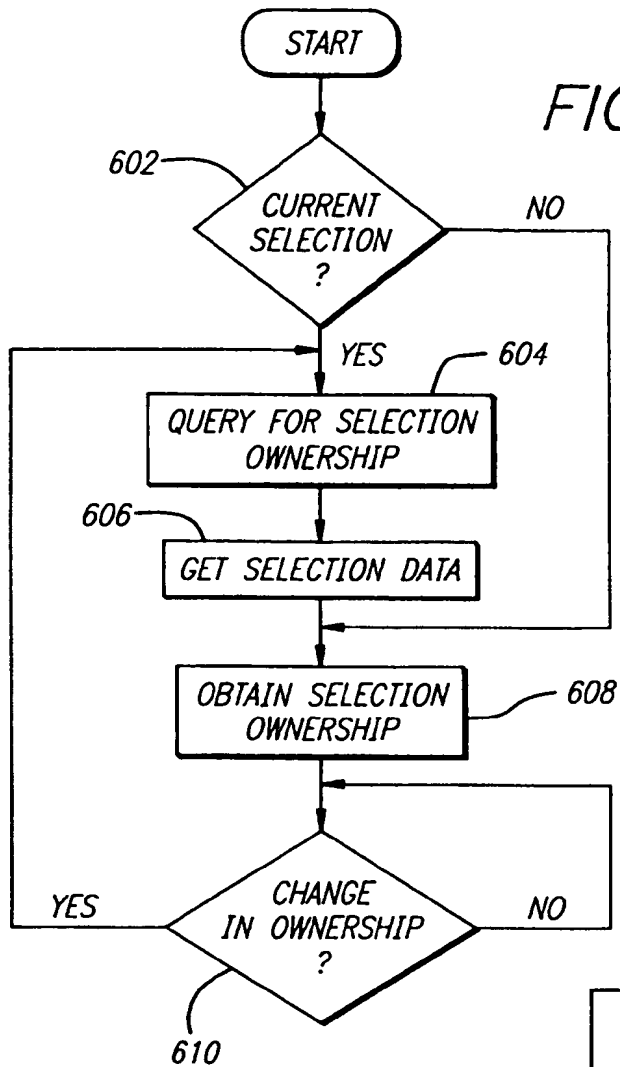 START
FIG
602
CURRENT
SELECTION
?
NO
YES
604
QUERY FOR SELECTION
OWNERSHIP
606
GET SELECTION DATA
OBTAIN SELECTION
OWNERSHIP
608
YES
CHANGE
IN OWNERSHIP
?
NO
610